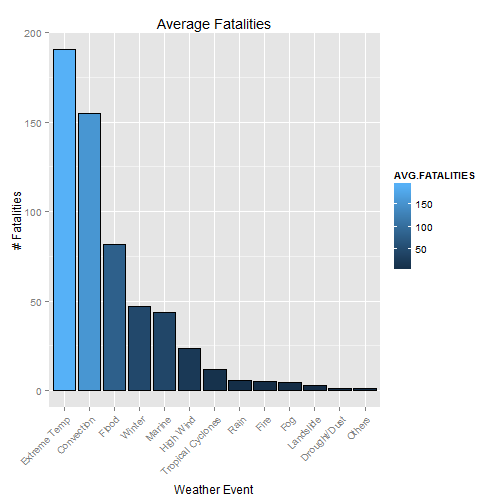 Average Fatalities
200
150
100
50
0
# Fatalities
Extreme Temp
Convection
Flood
Winter
Marine
High Wind
Tropical Cyclones
Rain
Fire
Fog
Landslide
Drought/Dust
Others
Weather Event
AVG.FATALITIES
150
100
50